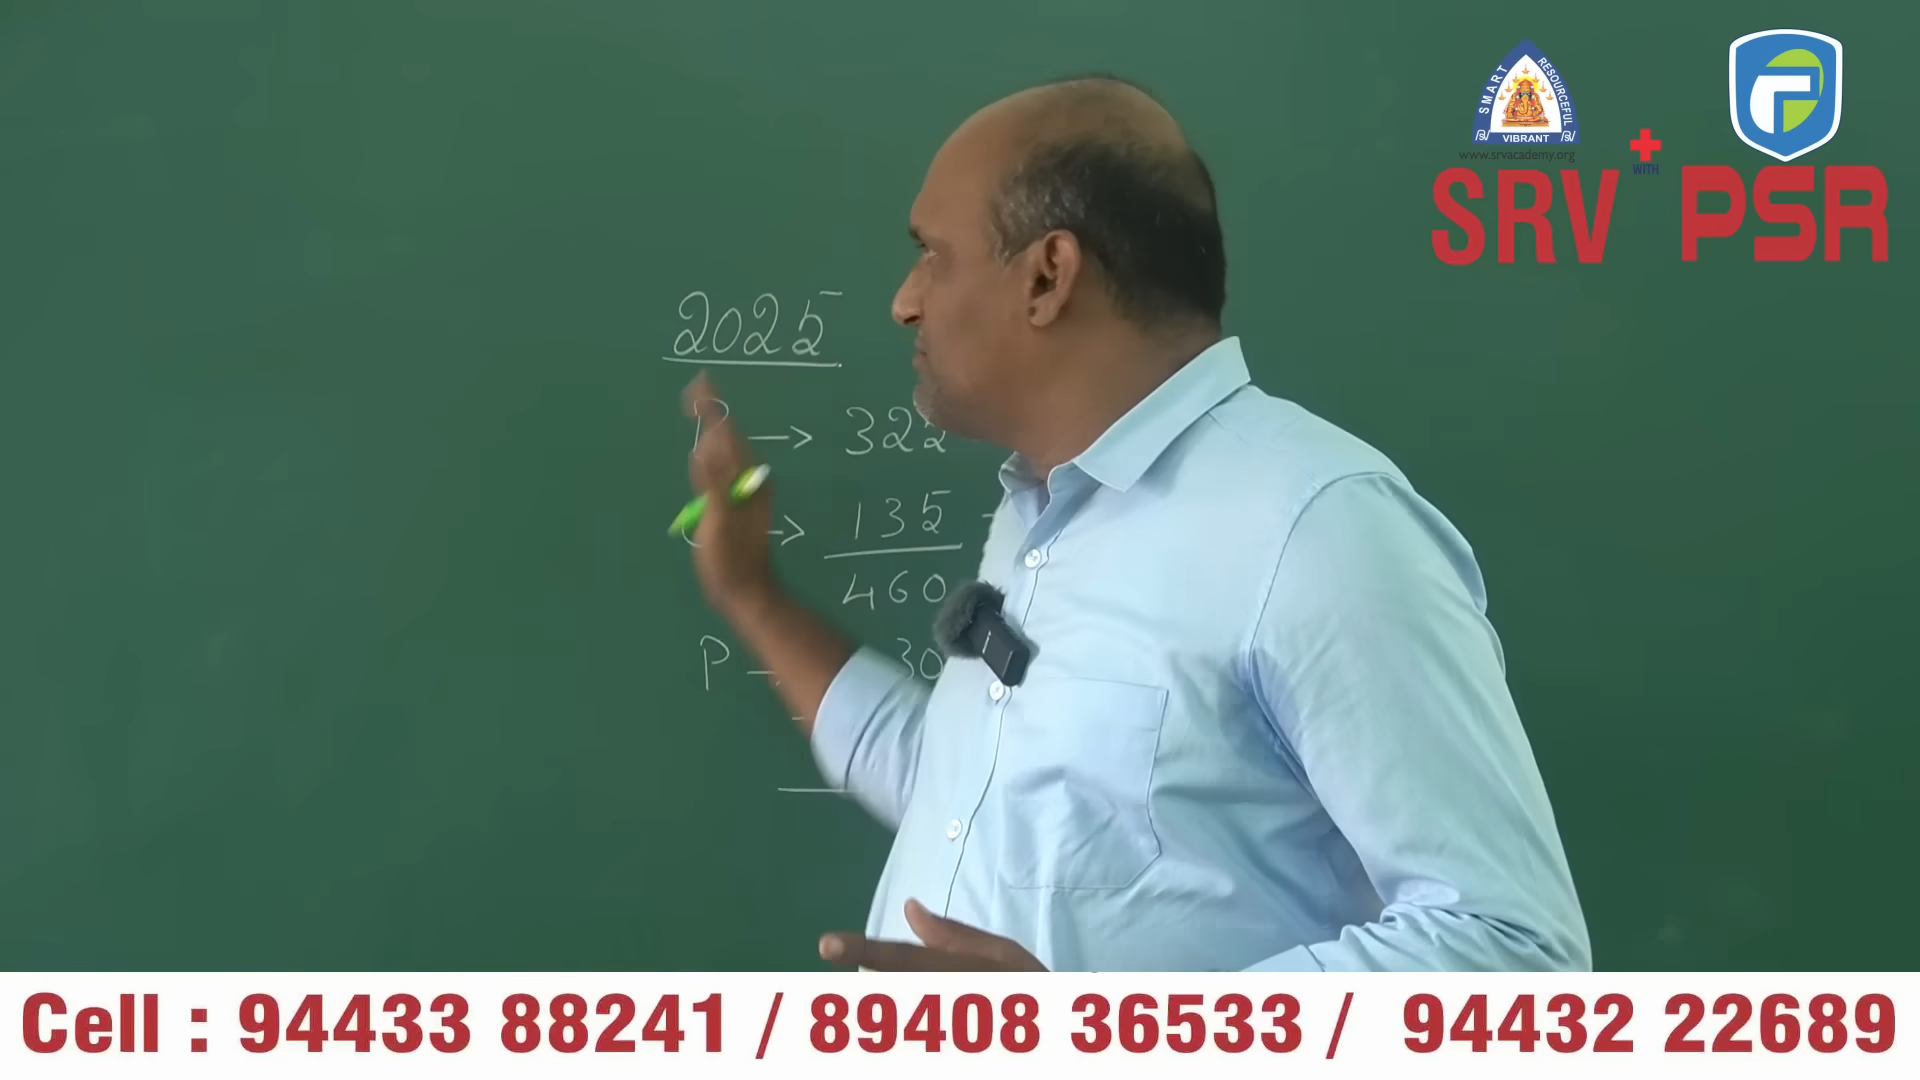 SMART RESOURCEFUL
VIBRANT
www.srvacademy.org
WITH
SRV + PSR
2025
P → 322
→ 135
460
P 30
Cell : 94433 88241 / 89408 36533 / 94432 22689